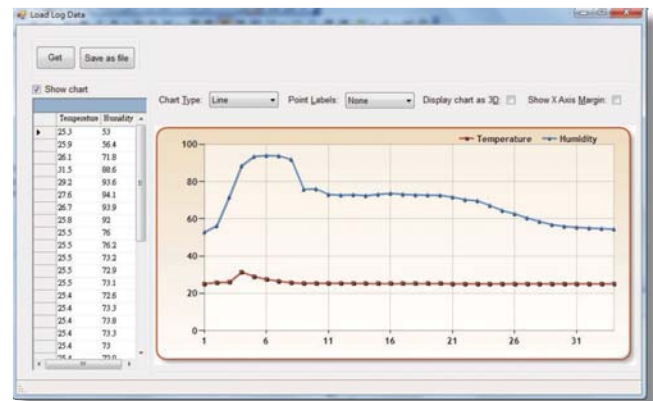 Load Log Data
Get
Save as file
Show chart
Chart Type: Line
Point Labels: None
Display chart as 3D:
Show X Axis Margin:
Temperature Humidity
25.3 53
25.9 56.4
26.1 71.8
31.5 88.6
29.2 93.6
27.6 94.1
26.7 93.9
25.8 92
25.5 76
25.5 76.2
25.5 73.2
25.5 72.9
25.5 73.1
25.4 72.6
25.4 73.3
25.4 73.8
25.4 73.3
25.4 73
Temperature Humidity
100
80
60
40
20
0
1 6 11 16 21 26 31